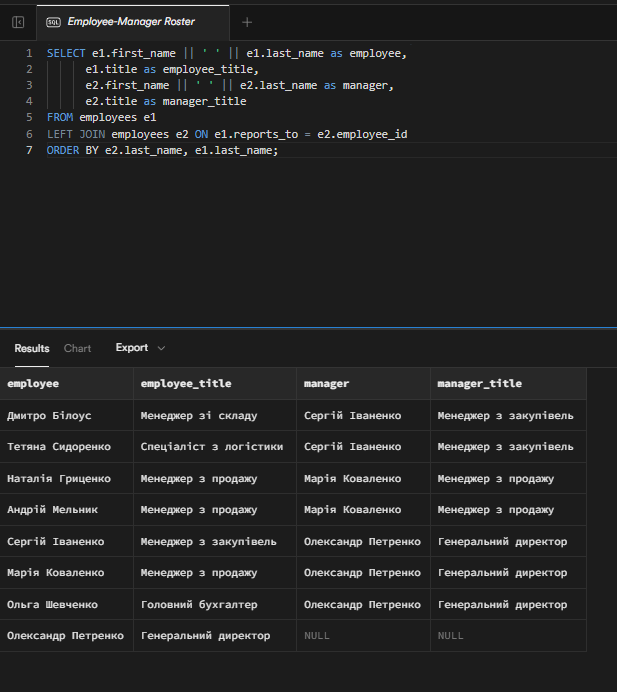 SQL Employee-Manager Roster
1 SELECT e1.first_name || ' ' || e1.last_name as employee,
2 e1.title as employee_title,
3 e2.first_name || ' ' || e2.last_name as manager,
4 e2.title as manager_title
5 FROM employees e1
6 LEFT JOIN employees e2 ON e1.reports_to = e2.employee_id
7 ORDER BY e2.last_name, e1.last_name;
Results Chart Export
employee employee_title manager manager_title
Дмитро Білоус Менеджер зі складу Сергій Іваненко Менеджер з закупівель
Тетяна Сидоренко Спеціаліст з логістики Сергій Іваненко Менеджер з закупівель
Наталія Гриценко Менеджер з продажу Марія Коваленко Менеджер з продажу
Андрій Мельник Менеджер з продажу Марія Коваленко Менеджер з продажу
Сергій Іваненко Менеджер з закупівель Олександр Петренко Генеральний директор
Марія Коваленко Менеджер з продажу Олександр Петренко Генеральний директор
Ольга Шевченко Головний бухгалтер Олександр Петренко Генеральний директор
Олександр Петренко Генеральний директор NULL NULL